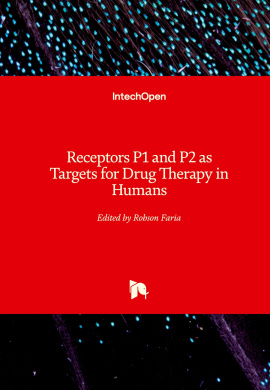 IntechOpen
Receptors P1 and P2 as
Targets for Drug Therapy in
Humans
Edited by Robson Faria